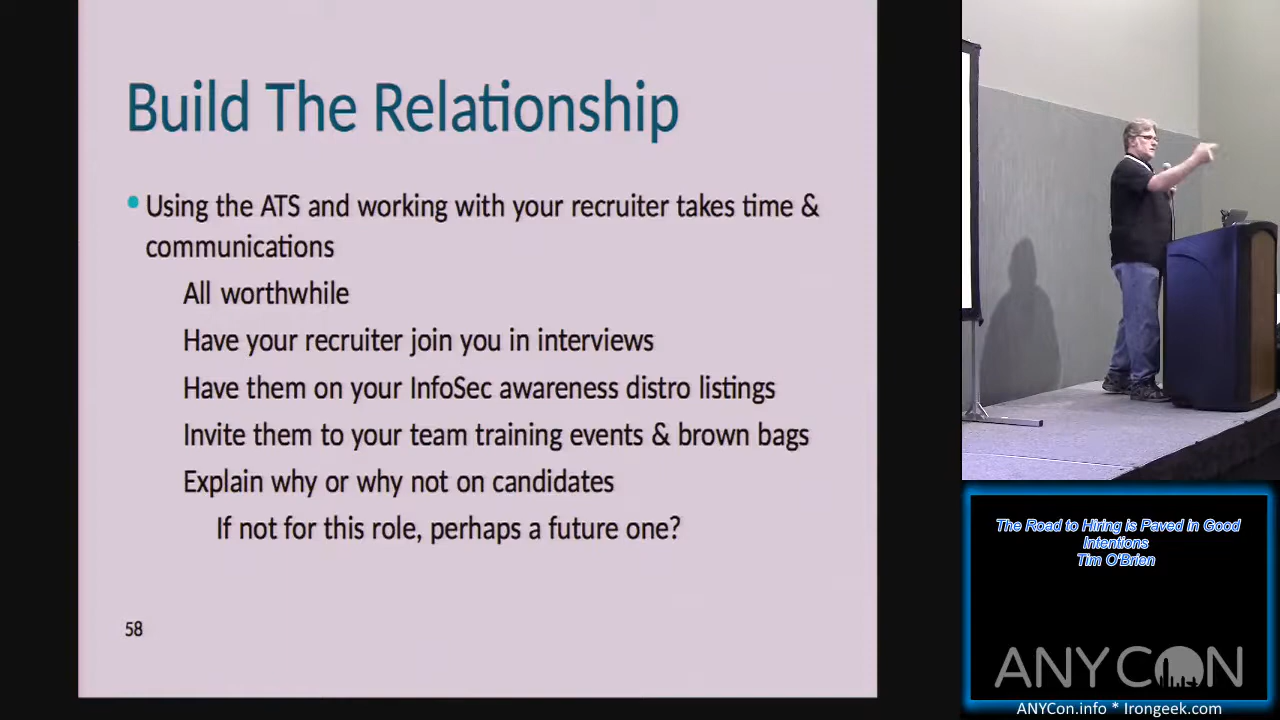 Build The Relationship
• Using the ATS and working with your recruiter takes time &
communications
All worthwhile
Have your recruiter join you in interviews
Have them on your InfoSec awareness distro listings
Invite them to your team training events & brown bags
Explain why or why not on candidates
If not for this role, perhaps a future one?
58
The Road to Hiring is Paved in Good
Intentions
Tim O'Brien
ANYCON
ANYCon.info * Irongeek.com